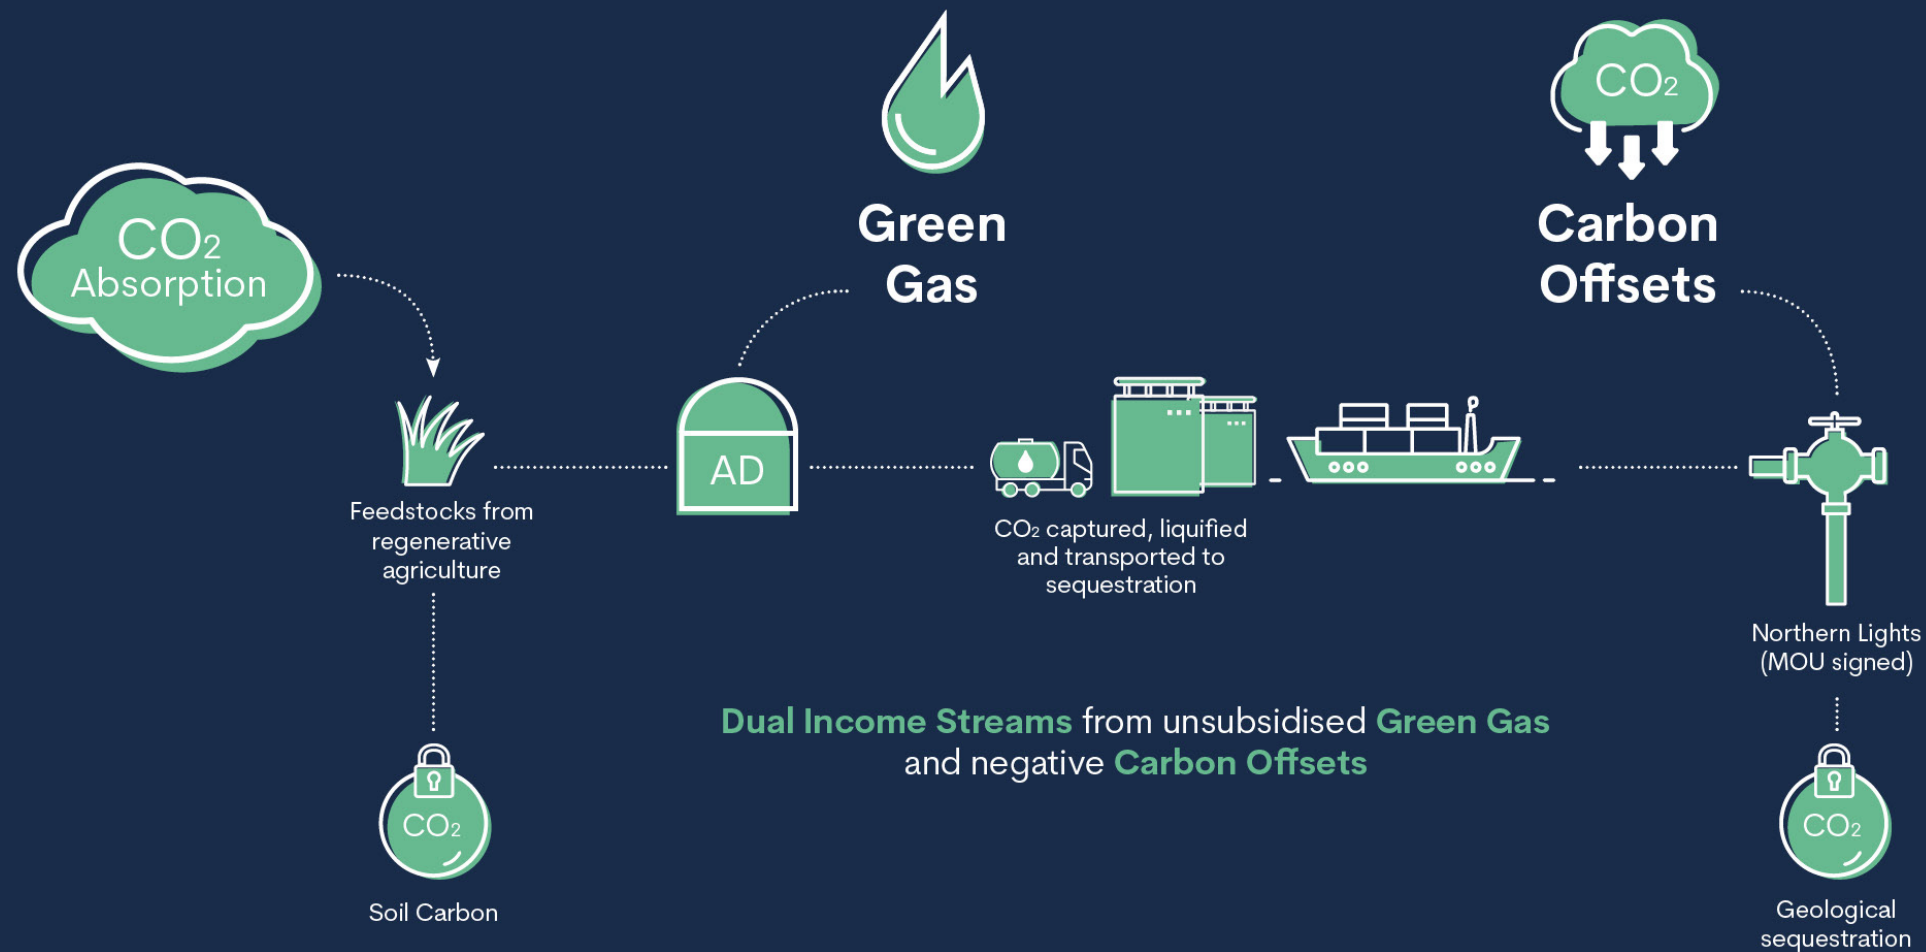 CO₂
Absorption
Green
Gas
CO₂
Carbon
Offsets
Feedstocks from
regenerative
agriculture
AD
CO₂ captured, liquified
and transported to
sequestration
Northern Lights
(MOU signed)
Dual Income Streams from unsubsidised Green Gas
and negative Carbon Offsets
CO₂
Soil Carbon
CO₂
Geological
sequestration